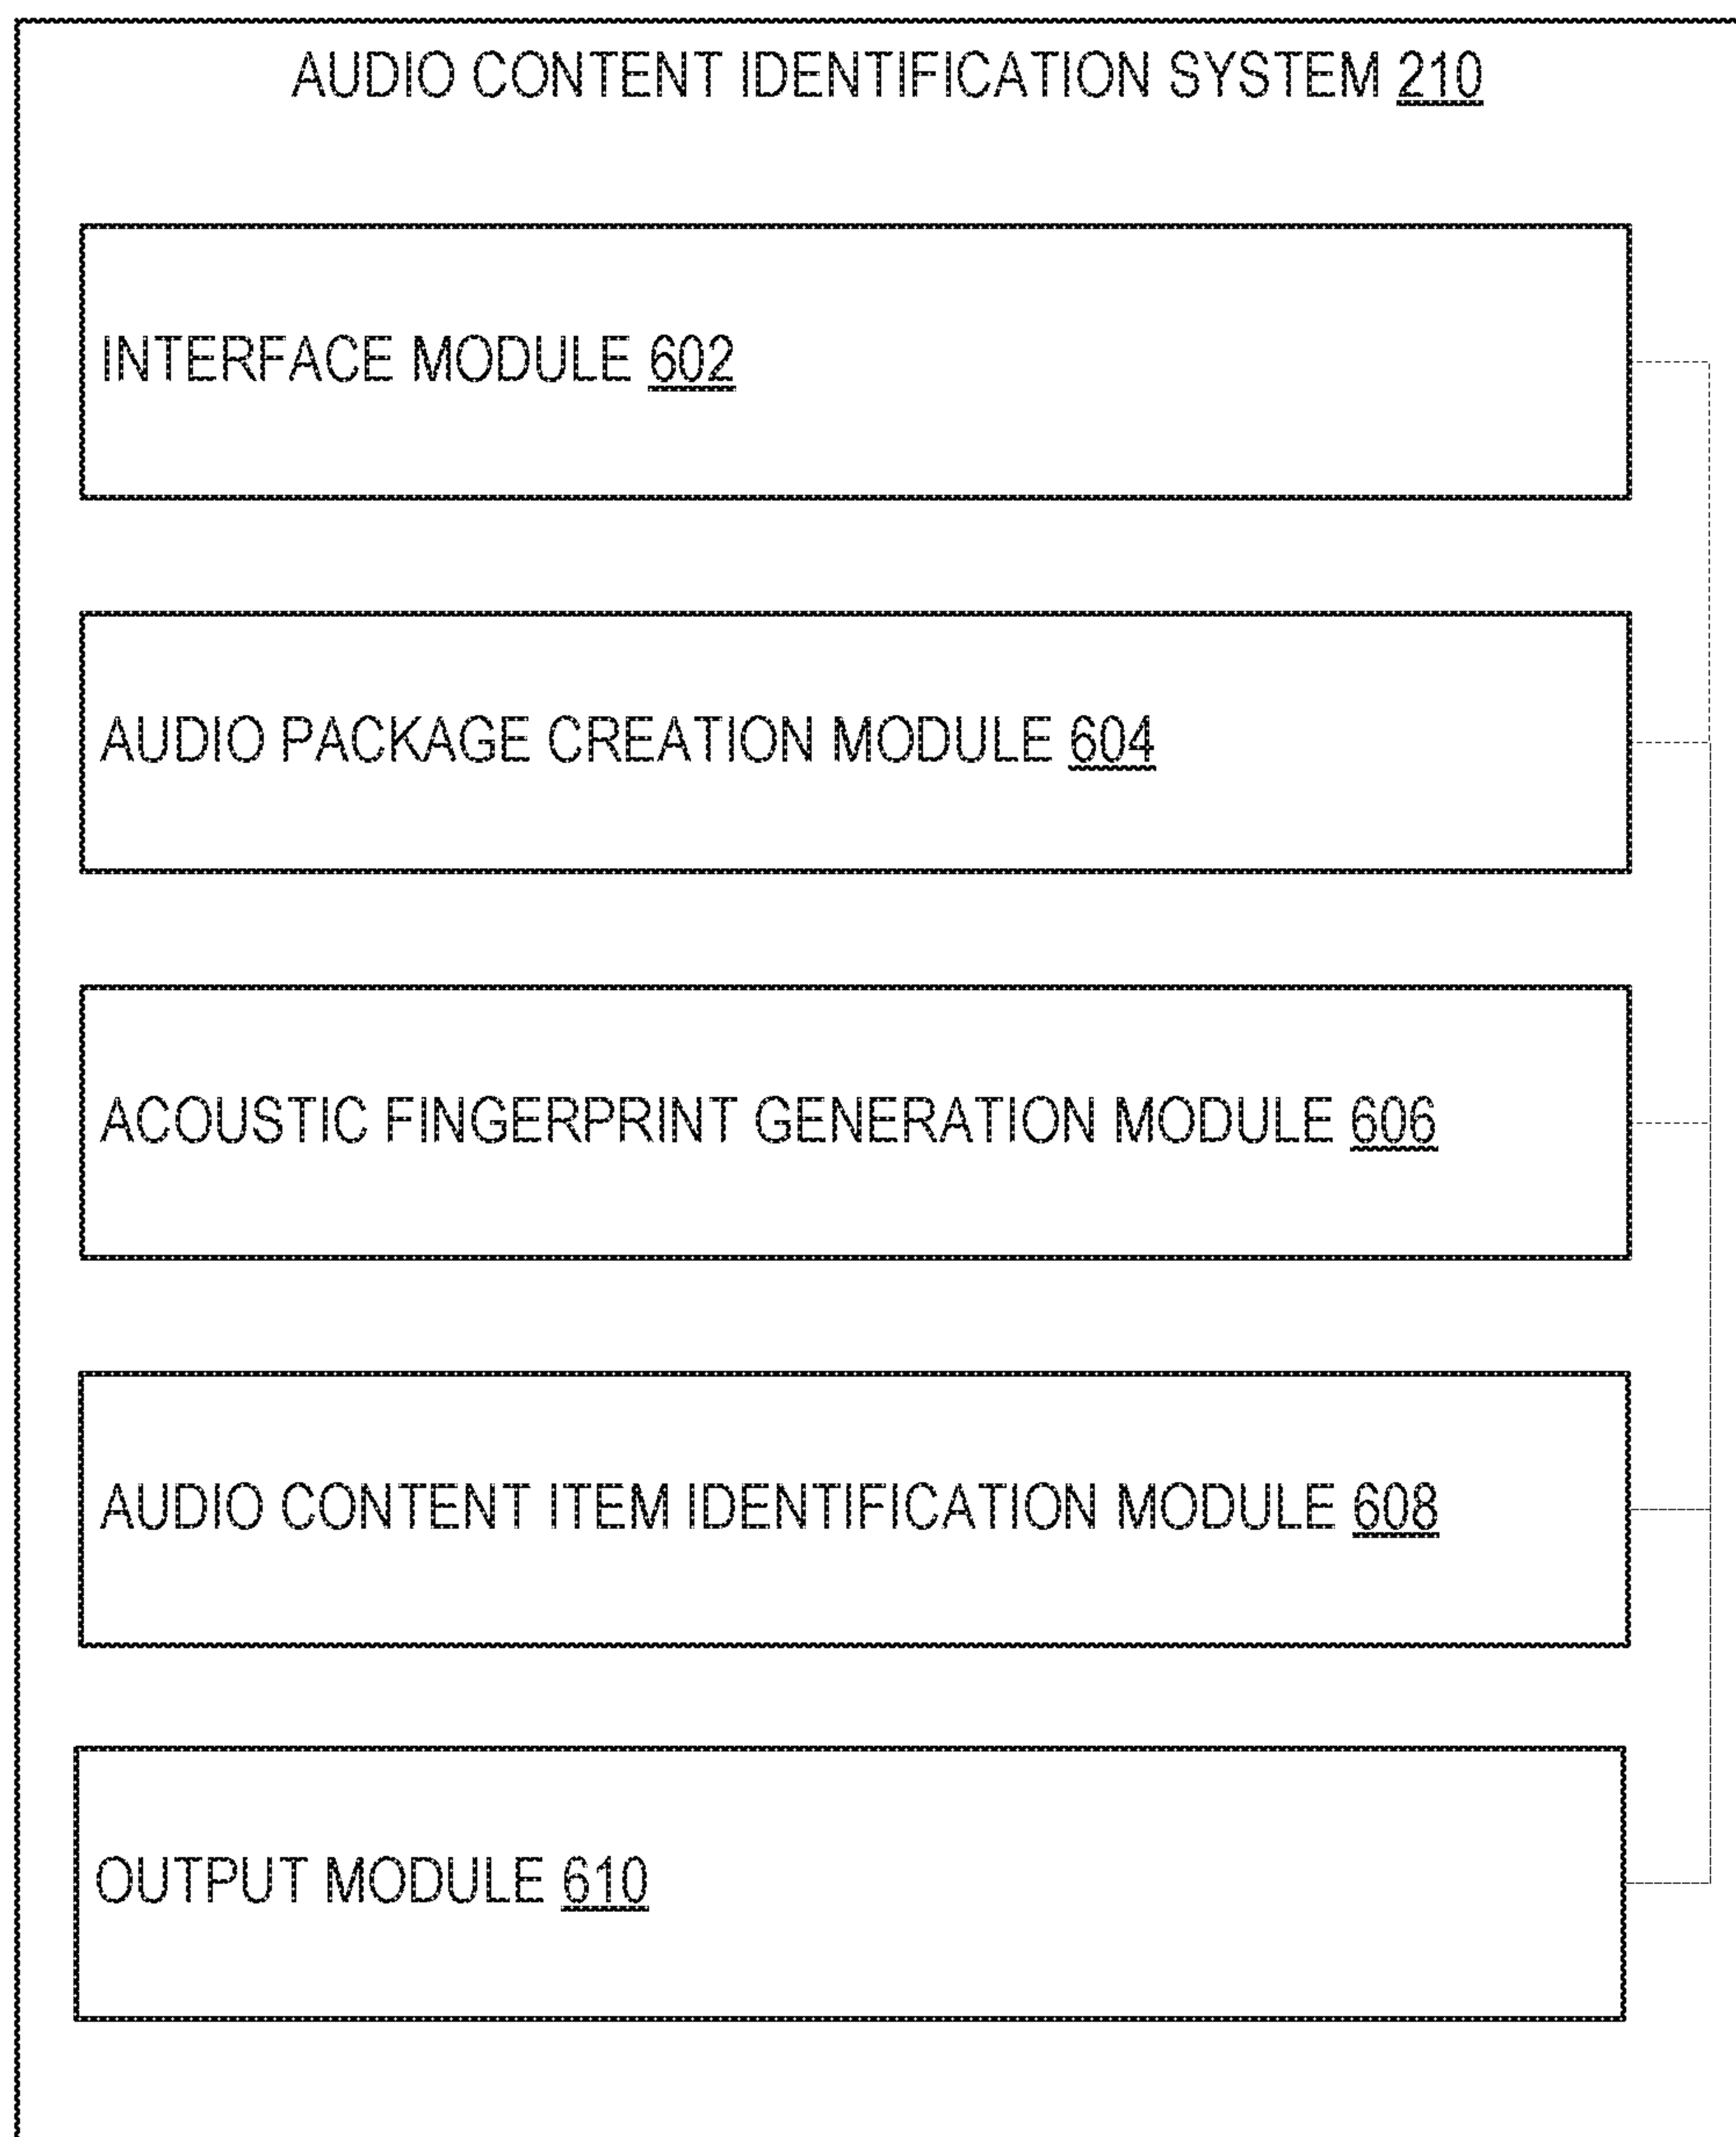 AUDIO CONTENT IDENTIFICATION SYSTEM 210
INTERFACE MODULE 602
AUDIO PACKAGE CREATION MODULE 604
ACOUSTIC FINGERPRINT GENERATION MODULE 606
AUDIO CONTENT ITEM IDENTIFICATION MODULE 608
OUTPUT MODULE 610